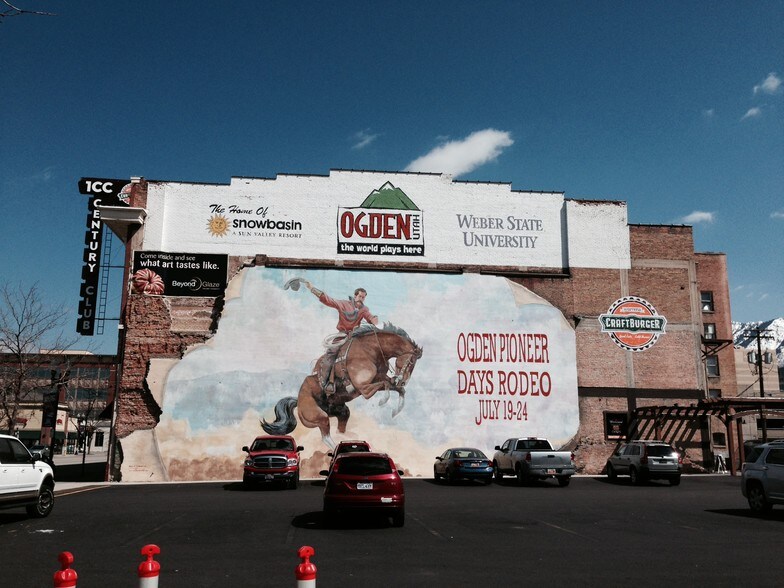 1CC
CENTURY
CLUB
The Home Of
snowbasin
A SUN VALLEY RESORT
OGDEN
UTAH
the world plays here
WEBER STATE
UNIVERSITY
Come inside and see
what art tastes like.
Beyond Glaze
OGDEN PIONEER
DAYS RODEO
JULY 19-24
CRAFTBURGER